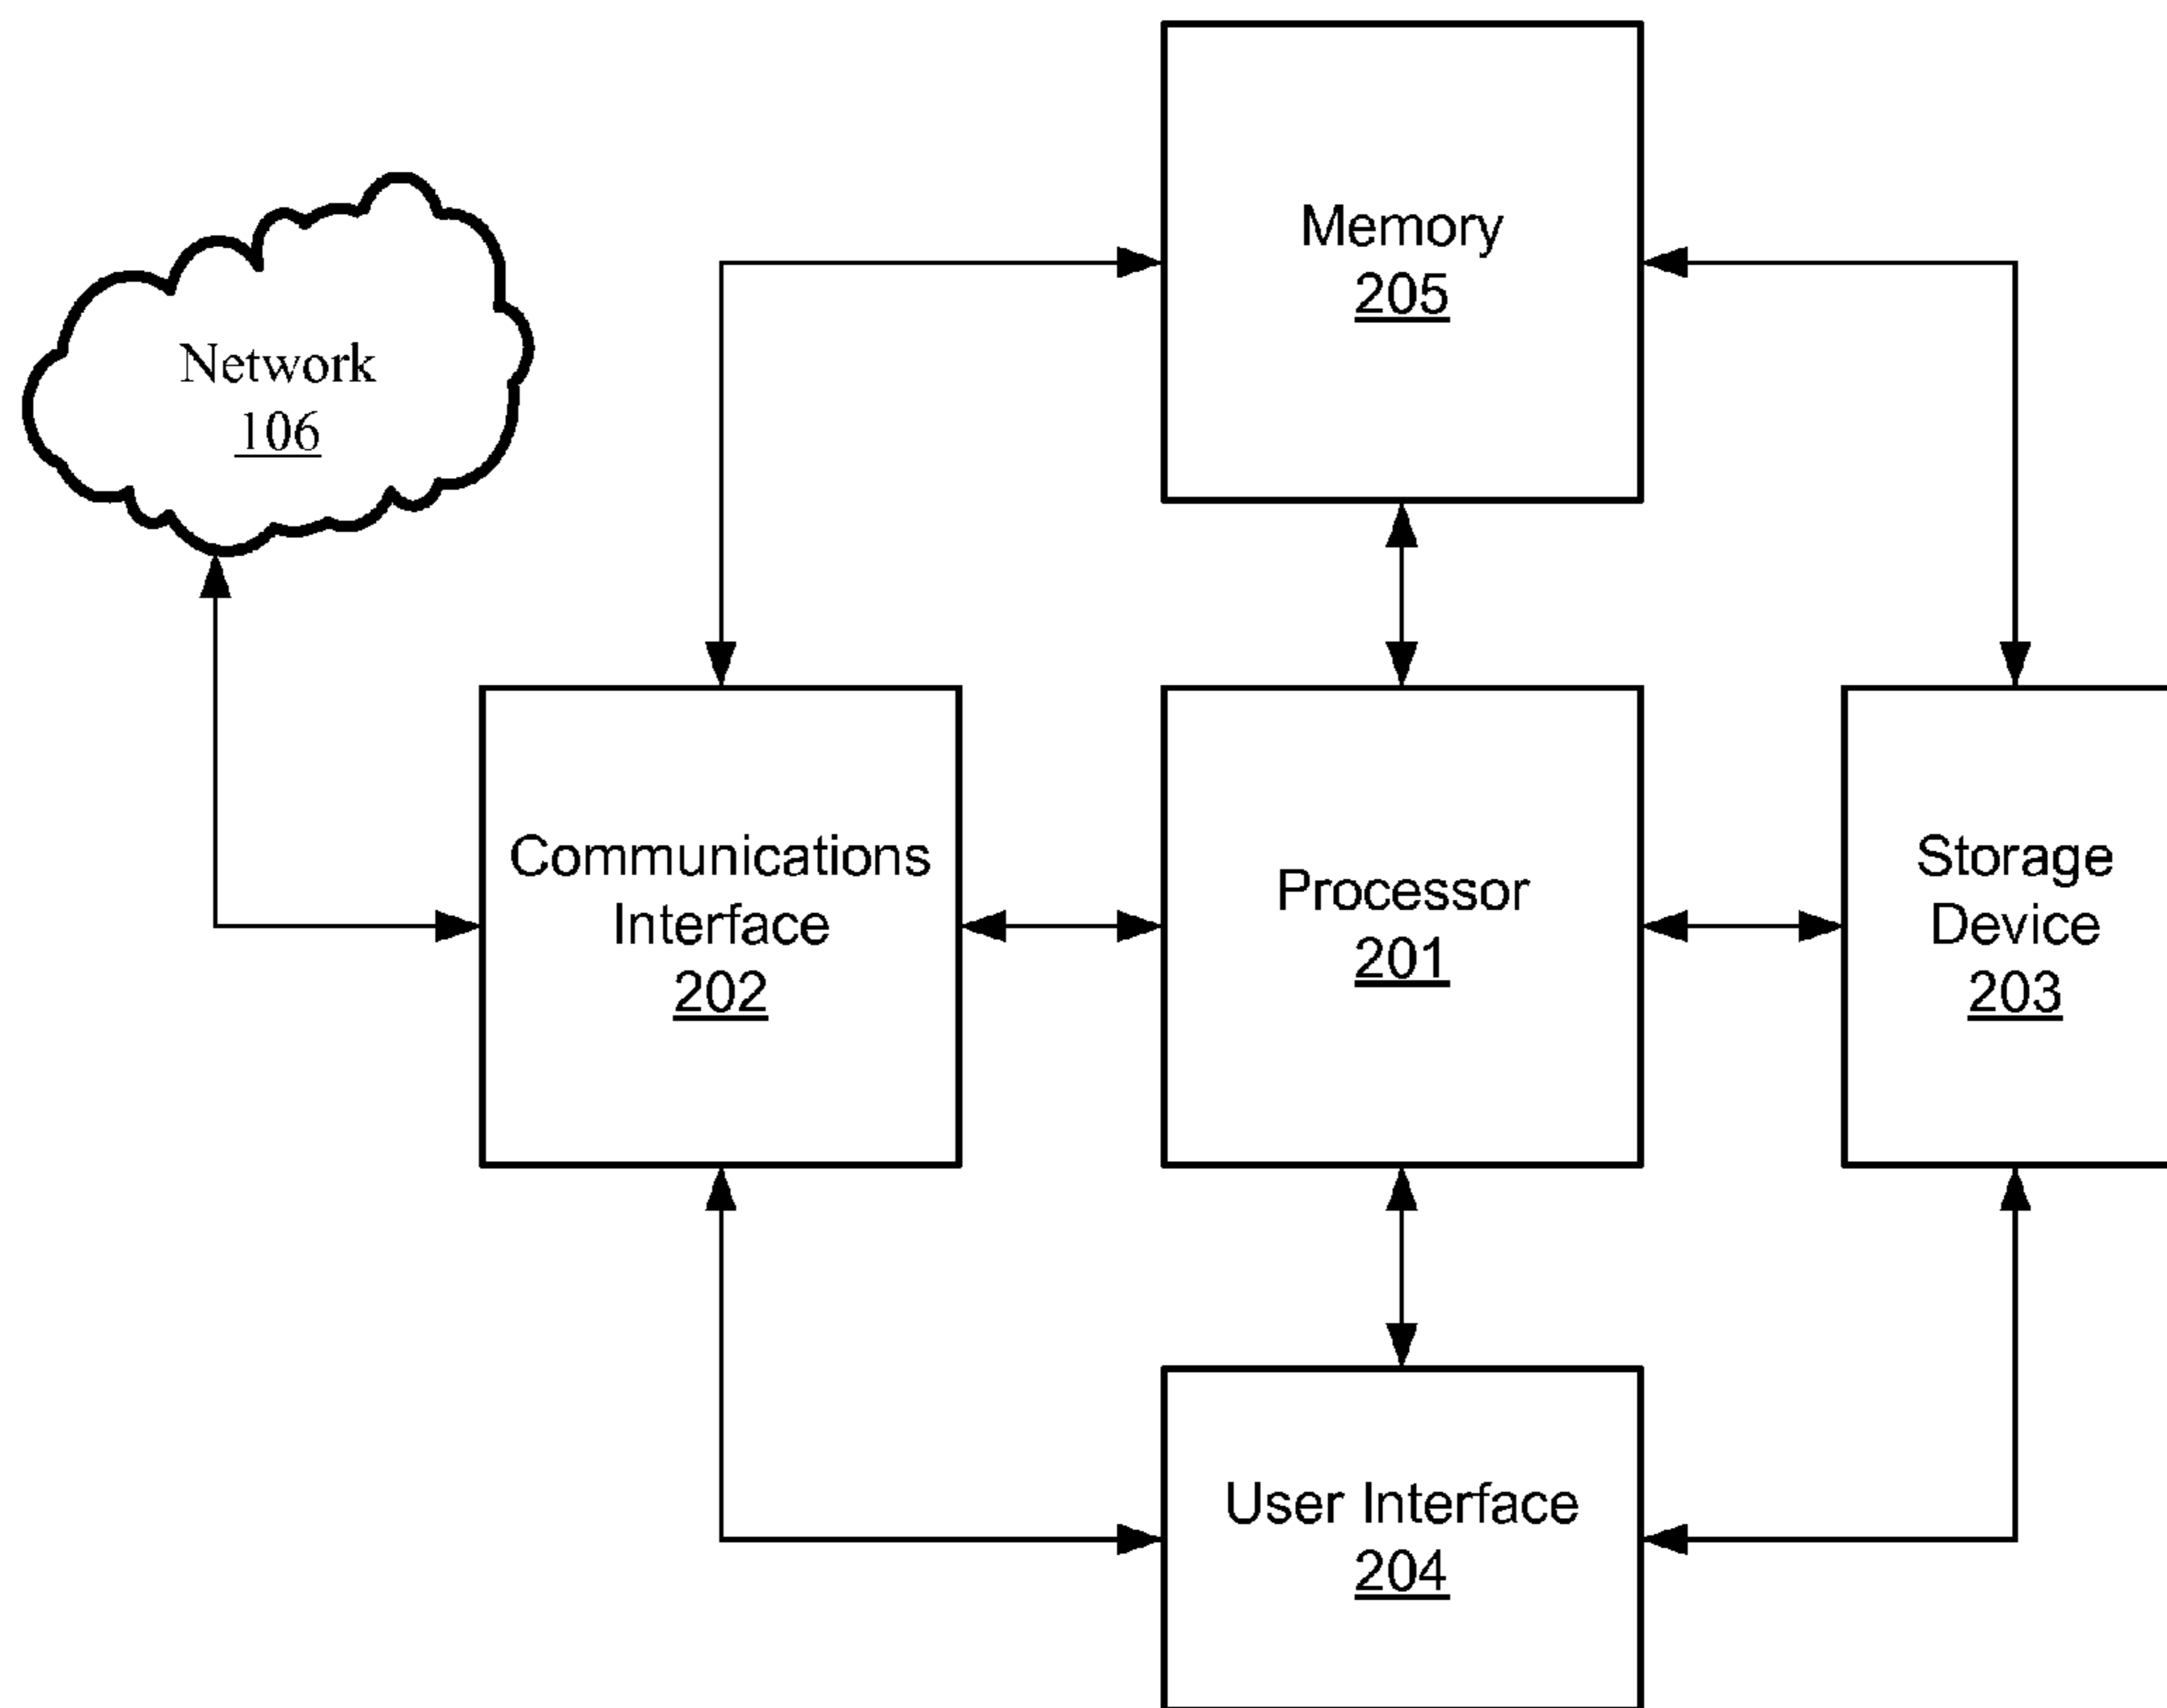 Memory
205
Network
106
Communications
Interface
202
Processor
201
Storage
Device
203
User Interface
204